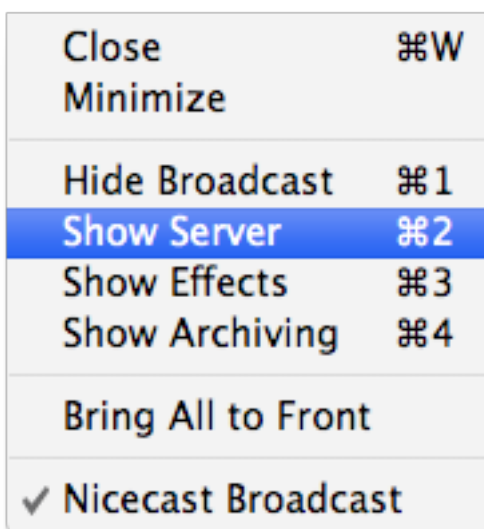 Close ⌘W
Minimize
Hide Broadcast ⌘1
Show Server ⌘2
Show Effects ⌘3
Show Archiving ⌘4
Bring All to Front
✓ Nicecast Broadcast